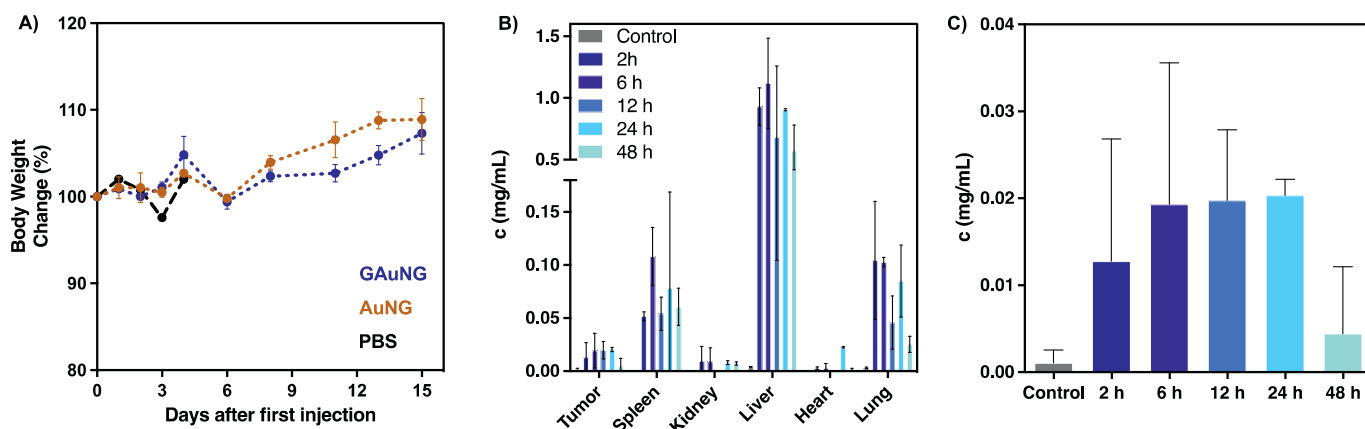 A)
Body Weight
Change (%)
120
110
100
90
80
GAuNG
AuNG
PBS
0 3 6 9 12 15
Days after first injection
B)
c (mg/mL)
1.5
1.0
0.5
0.15
0.10
0.05
0.00
Control
2h
6 h
12 h
24 h
48 h
Tumor
Spleen
Kidney
Liver
Heart
Lung
C)
c (mg/mL)
0.04
0.03
0.02
0.01
0.00
Control 2 h 6 h 12 h 24 h 48 h